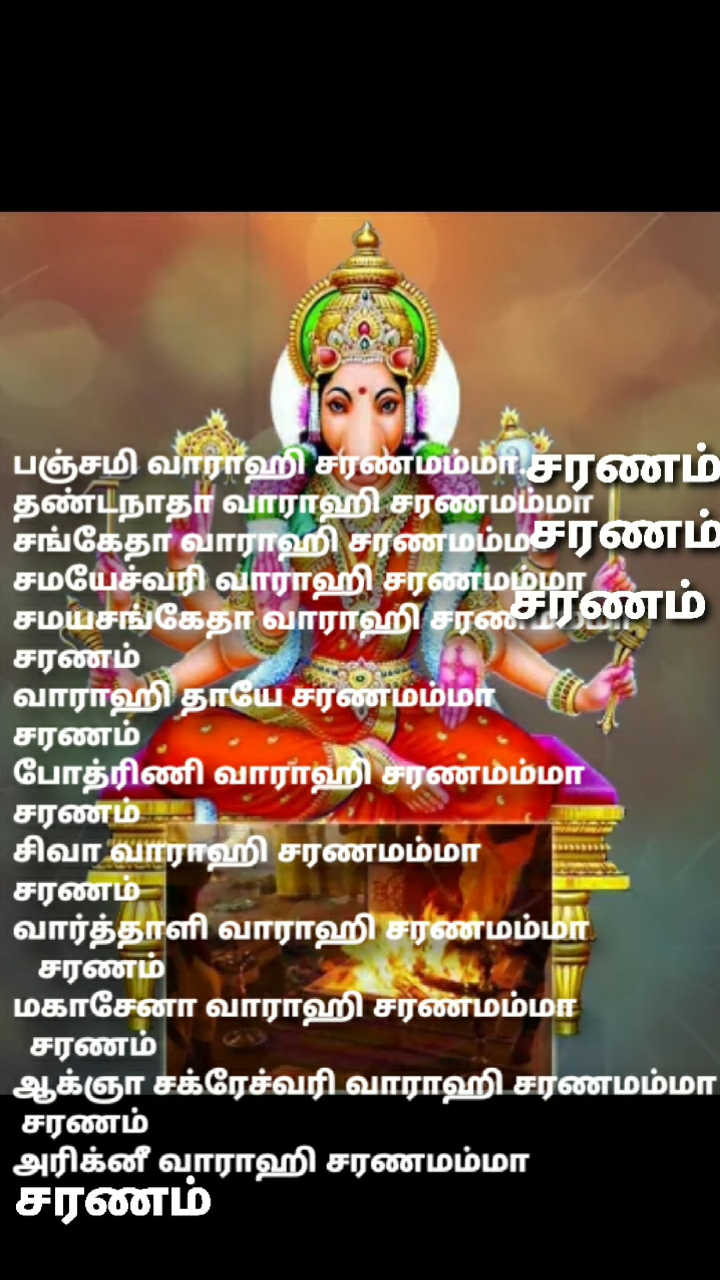 பஞ்சமி வாராஹி சரணமம்மா சரணம்
தண்டநாதா வாராஹி சரணமம்மா
சங்கேதா வாராஹி சரணமம்மா சரணம்
சமயேச்வரி வாராஹி சரணமம்மா
சமயசங்கேதா வாராஹி சரணமம்மா சரணம்
சரணம்
வாராஹி தாயே சரணமம்மா
சரணம்
போத்ரிணி வாராஹி சரணம்ம்மா
சரணம்
சிவா வாராஹி சரணமம்மா
சரணம்
வார்த்தாளி வாராஹி சரணமம்மா
சரணம்
மகாசேனா வாராஹி சரணமம்மா
சரணம்
ஆக்ஞா சக்ரேச்வரி வாராஹி சரணமம்மா
சரணம்
அரிக்னீ வாராஹி சரணமம்மா
சரணம்